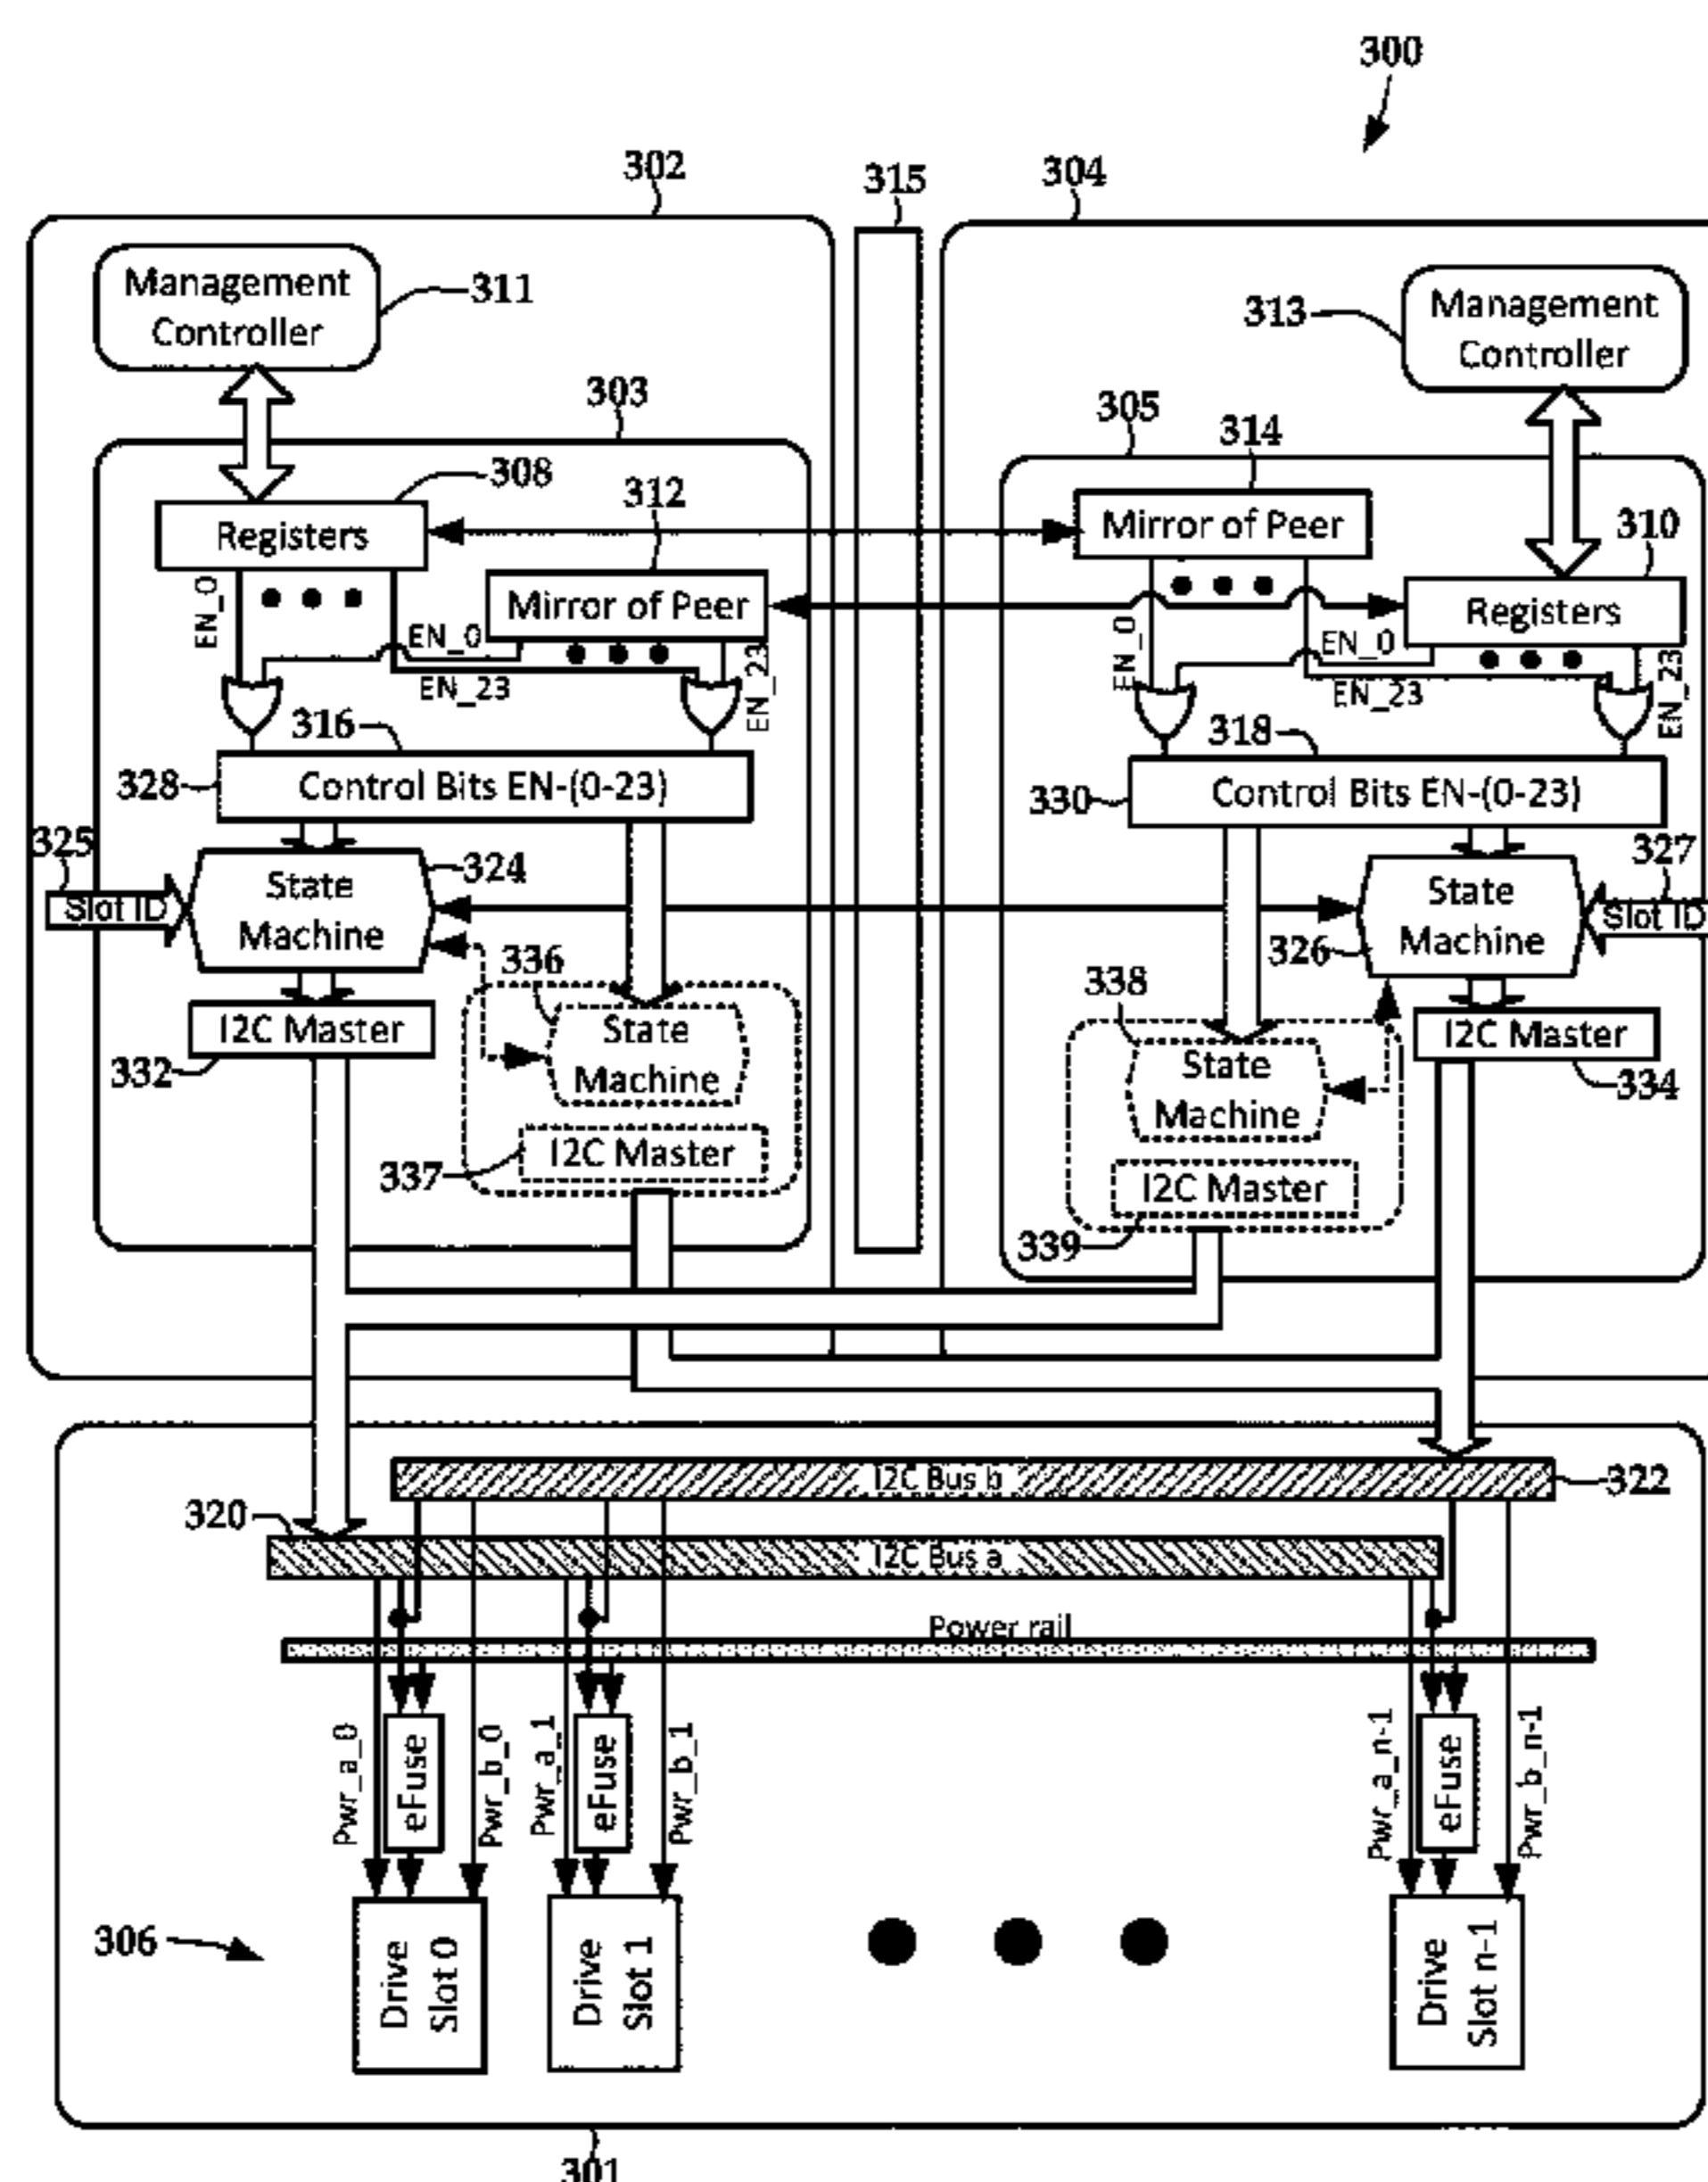 300
302
315
304
Management
Controller
311
313
Management
Controller
303
305
314
308
312
310
Registers
Mirror of Peer
Mirror of Peer
Registers
EN_0
EN_0
EN_23
EN_23
EN_0
EN_0
EN_23
EN_23
316
318
328
Control Bits EN-(0-23)
330
Control Bits EN-(0-23)
325
Slot ID
State
Machine
324
State
Machine
326
327
Slot ID
336
State
Machine
338
State
Machine
I2C Master
332
I2C Master
334
I2C Master
337
I2C Master
339
I2C Bus b
322
320
I2C Bus a
Power rail
Pwr_a_0
eFuse
Pwr_b_0
Pwr_a_1
eFuse
Pwr_b_1
Pwr_a_n-1
eFuse
Pwr_b_n-1
306
Drive
Slot 0
Drive
Slot 1
Drive
Slot n-1
301